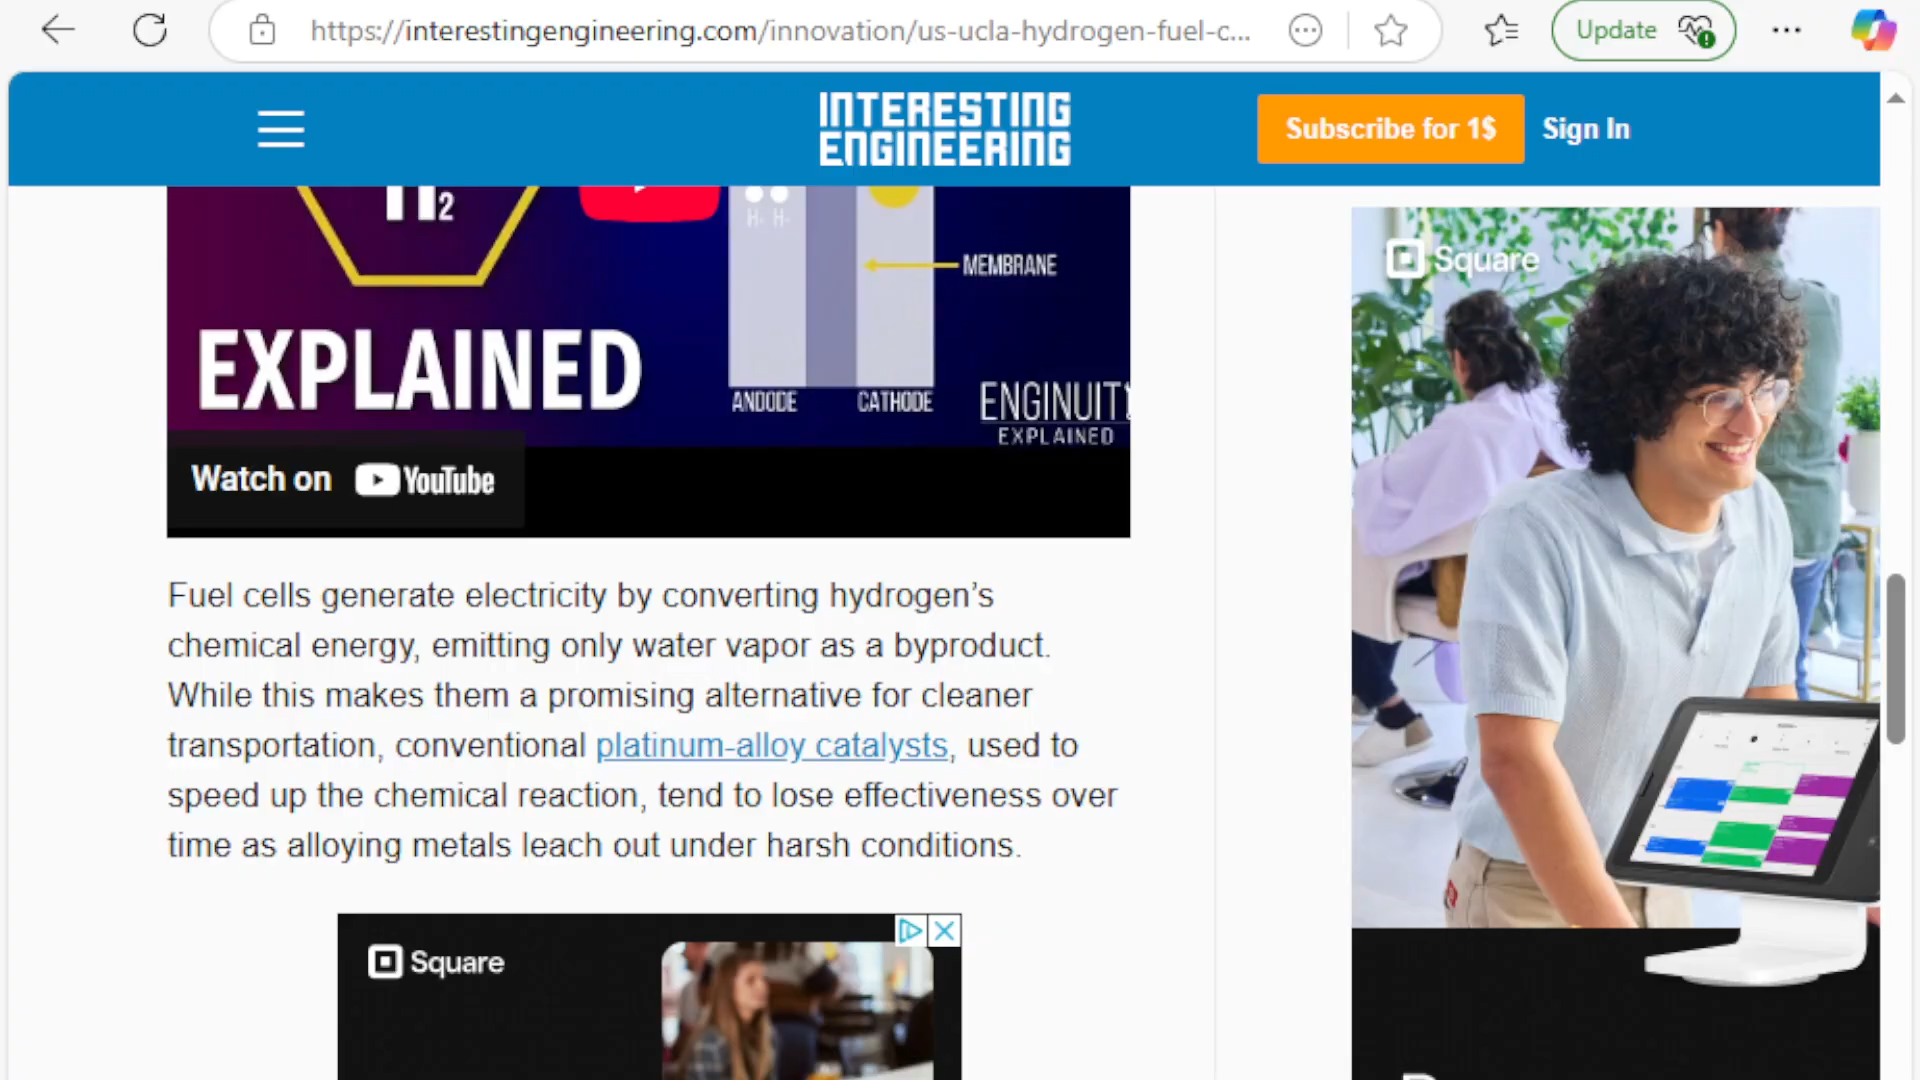 https://interestingengineering.com/innovation/us-ucla-hydrogen-fuel-c...
Update
INTERESTING
ENGINEERING
Subscribe for 1$
Sign In
H2
H· H·
MEMBRANE
EXPLAINED
ANDODE
CATHODE
ENGINUITY
EXPLAINED
Watch on YouTube
Square
Fuel cells generate electricity by converting hydrogen’s
chemical energy, emitting only water vapor as a byproduct.
While this makes them a promising alternative for cleaner
transportation, conventional platinum-alloy catalysts, used to
speed up the chemical reaction, tend to lose effectiveness over
time as alloying metals leach out under harsh conditions.
Square